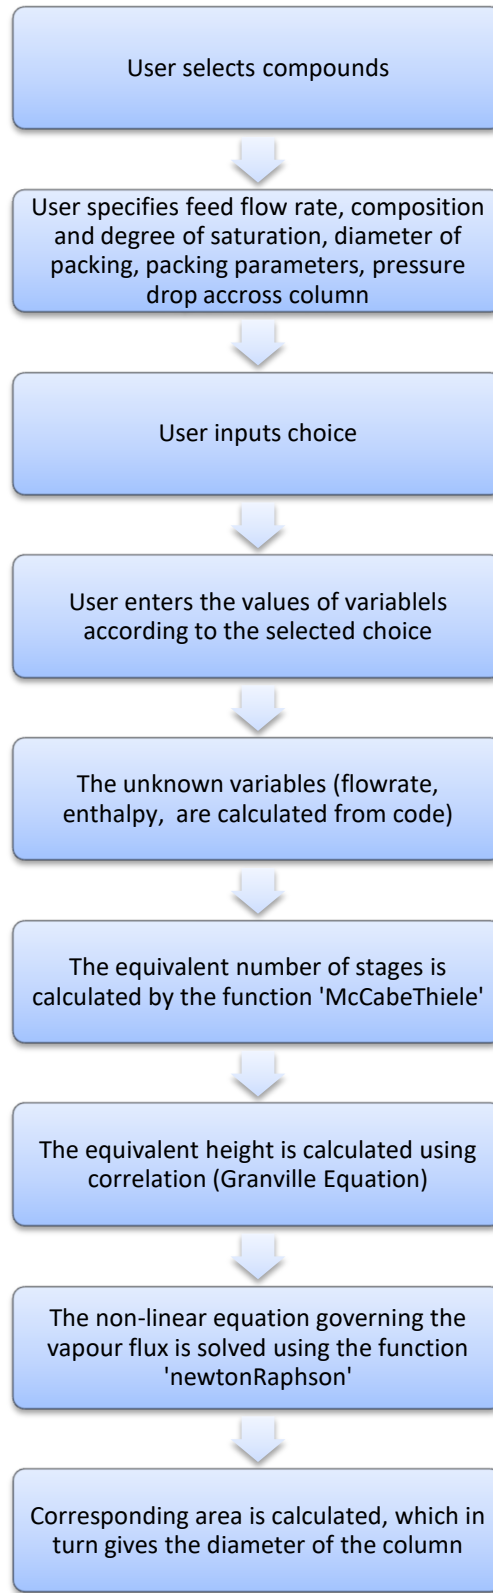 User selects compounds
User specifies feed flow rate, composition
and degree of saturation, diameter of
packing, packing parameters, pressure
drop accross column
User inputs choice
User enters the values of variablels
according to the selected choice
The unknown variables (flowrate,
enthalpy,  are calculated from code)
The equivalent number of stages is
calculated by the function 'McCabeThiele'
The equivalent height is calculated using
correlation (Granville Equation)
The non-linear equation governing the
vapour flux is solved using the function
'newtonRaphson'
Corresponding area is calculated, which in
turn gives the diameter of the column